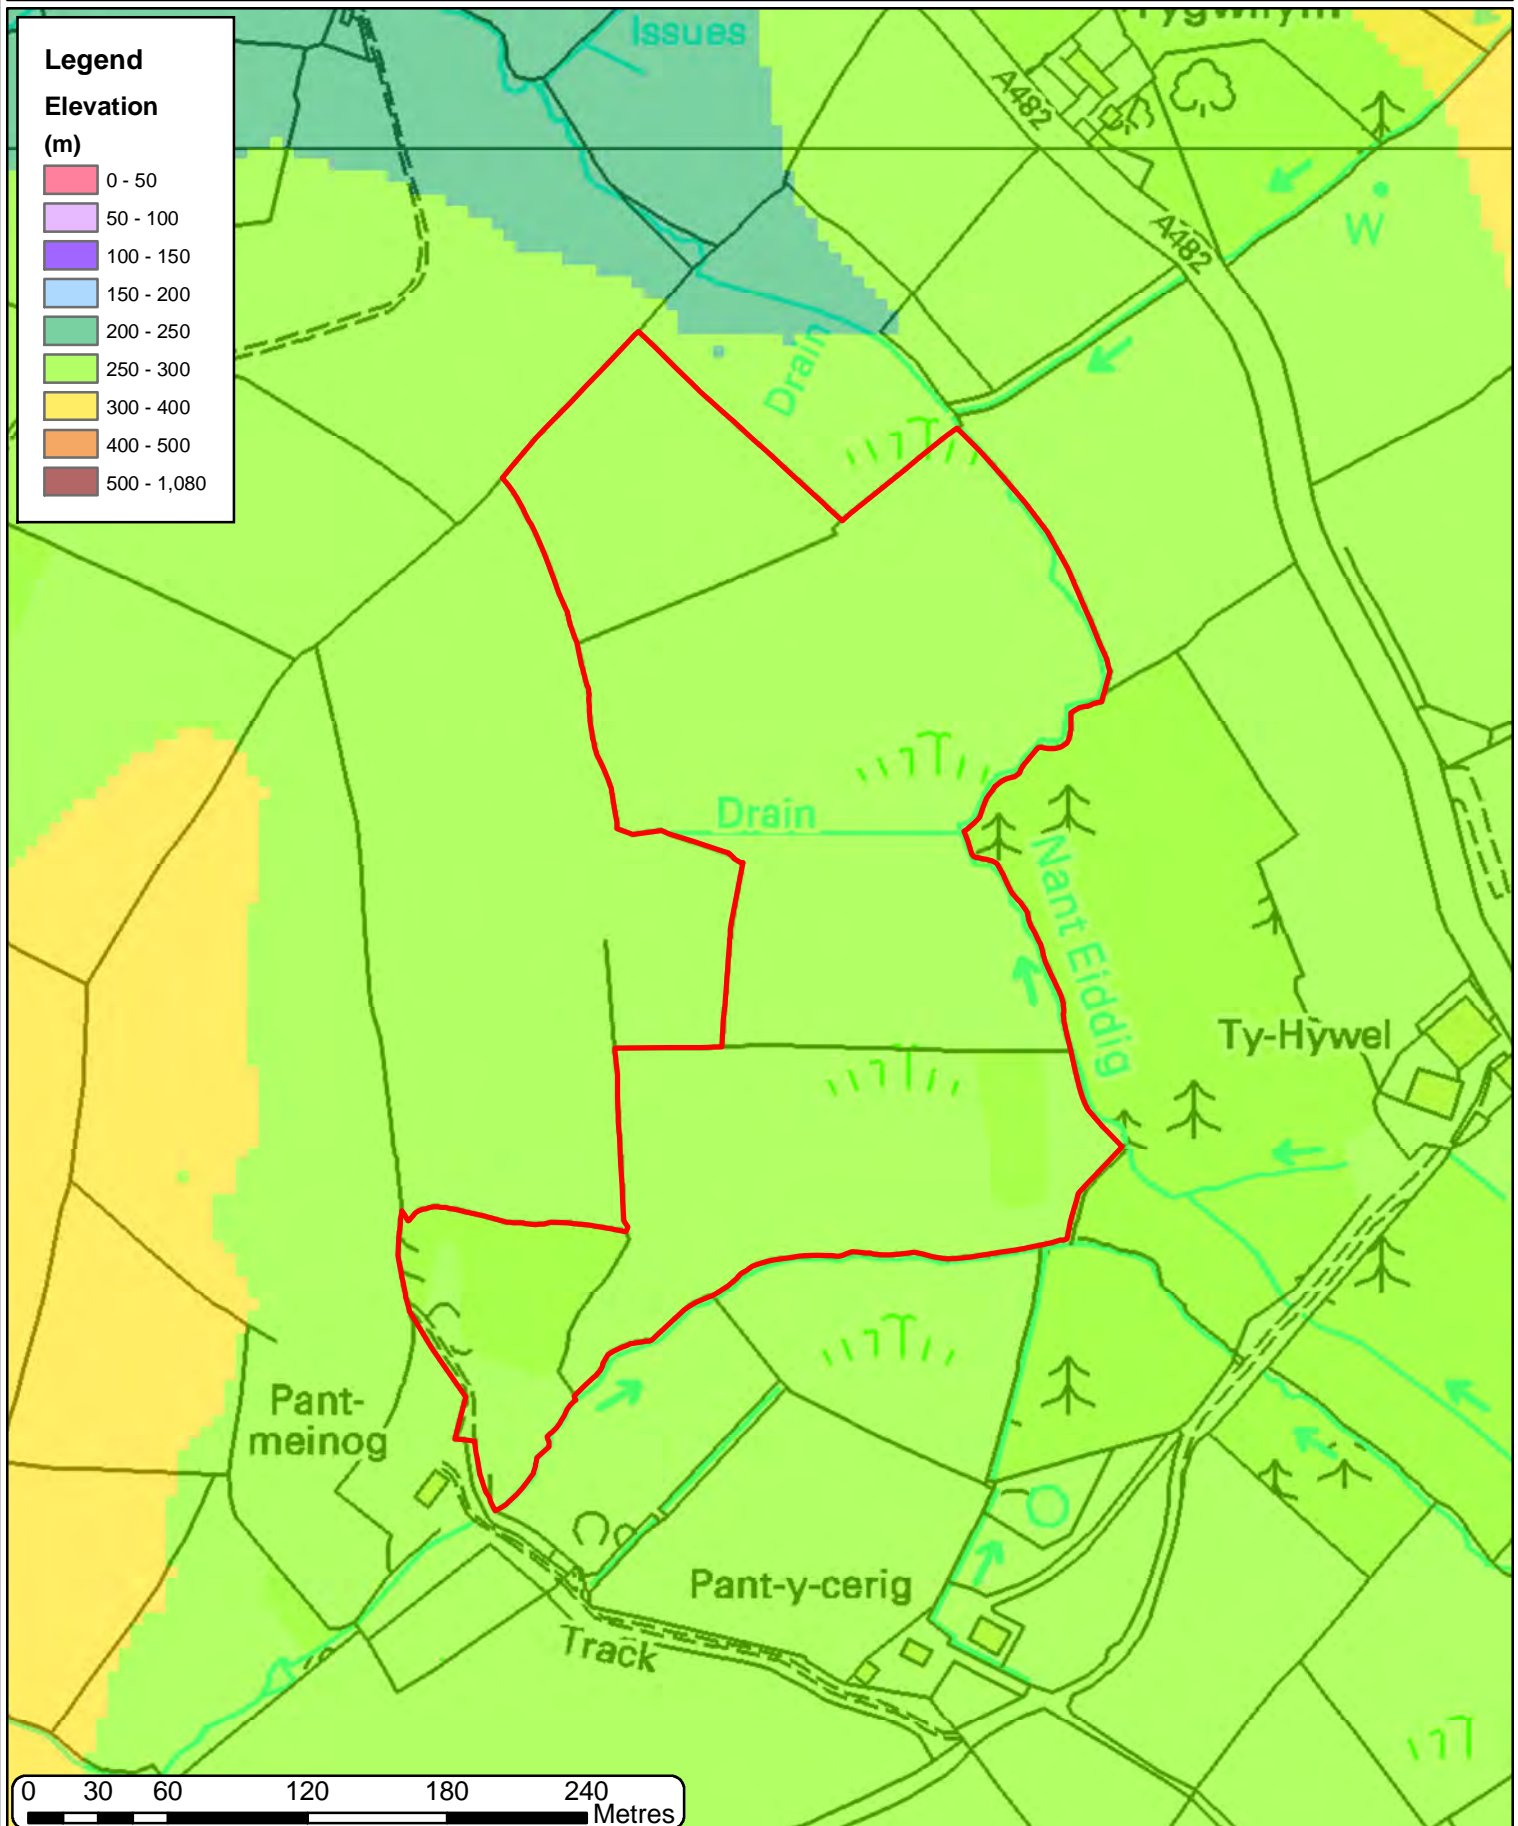 Legend
Elevation
(m)
0 - 50
50 - 100
100 - 150
150 - 200
200 - 250
250 - 300
300 - 400
400 - 500
500 - 1,080
Issues
A482
W
A482
Drain
Drain
Nant Eiddig
Ty-Hywel
Pant-
meinog
Pant-y-cerig
Track
0 30 60 120 180 240
Metres